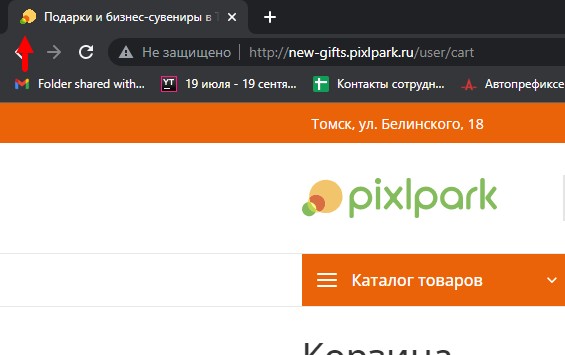 Подарки и бизнес-сувениры в Т
Не защищено http://new-gifts.pixlpark.ru/user/cart
Folder shared with... YT 19 июля - 19 сентя... Контакты сотрудн... Автопрефиксе
Томск, ул. Белинского, 18
pixlpark
Каталог товаров
Корзина